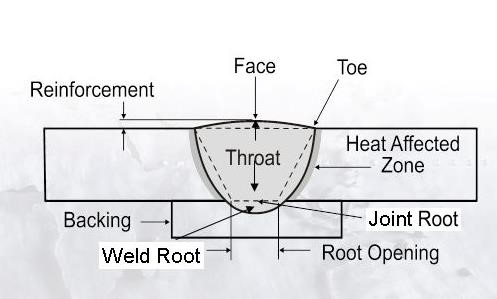 Face
Toe
Reinforcement
Throat
Heat Affected
Zone
Backing
Joint Root
Weld Root
Root Opening